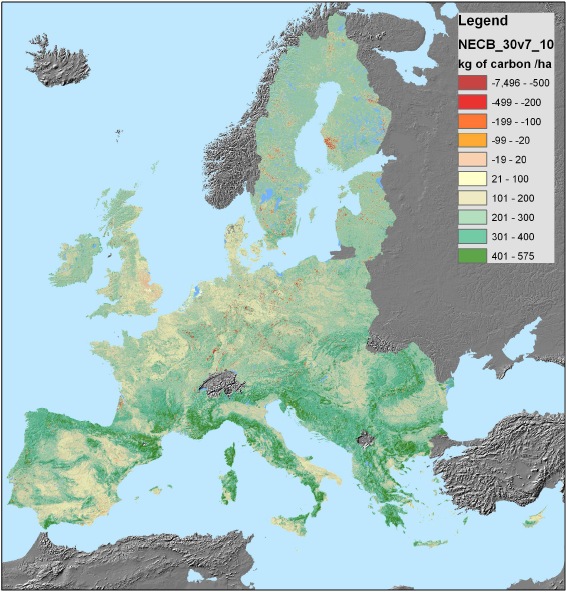 Legend
NECB_30v7_10
kg of carbon /ha
-7,496 - -500
-499 - -200
-199 - -100
-99 - -20
-19 - 20
21 - 100
101 - 200
201 - 300
301 - 400
401 - 575